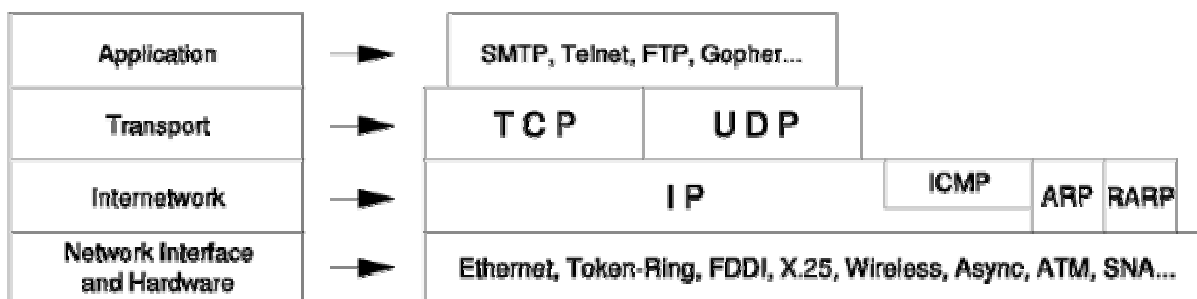 Application
SMTP, Telnet, FTP, Gopher...
Transport
TCP
UDP
Internetwork
IP
ICMP
ARP
RARP
Network Interface
and Hardware
Ethernet, Token-Ring, FDDI, X.25, Wireless, Async, ATM, SNA...